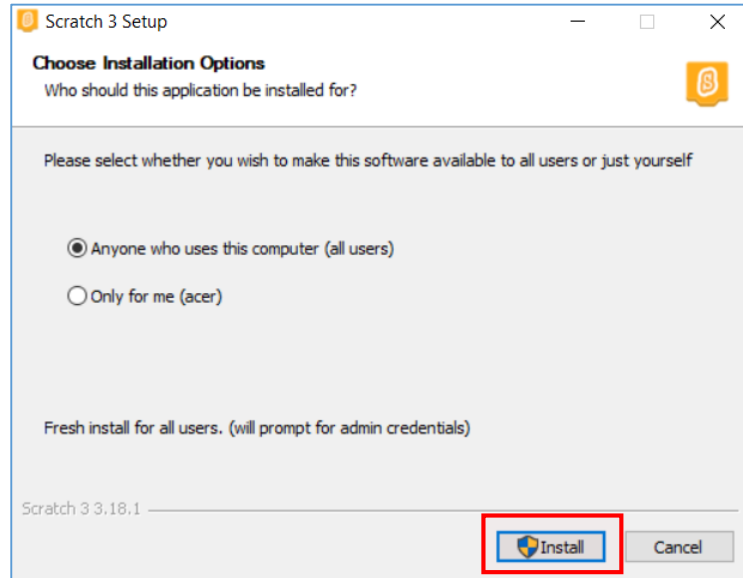 Scratch 3 Setup
Choose Installation Options
Who should this application be installed for?
S
Please select whether you wish to make this software available to all users or just yourself
Anyone who uses this computer (all users)
Only for me (acer)
Fresh install for all users. (will prompt for admin credentials)
Scratch 3 3.18.1
Install
Cancel